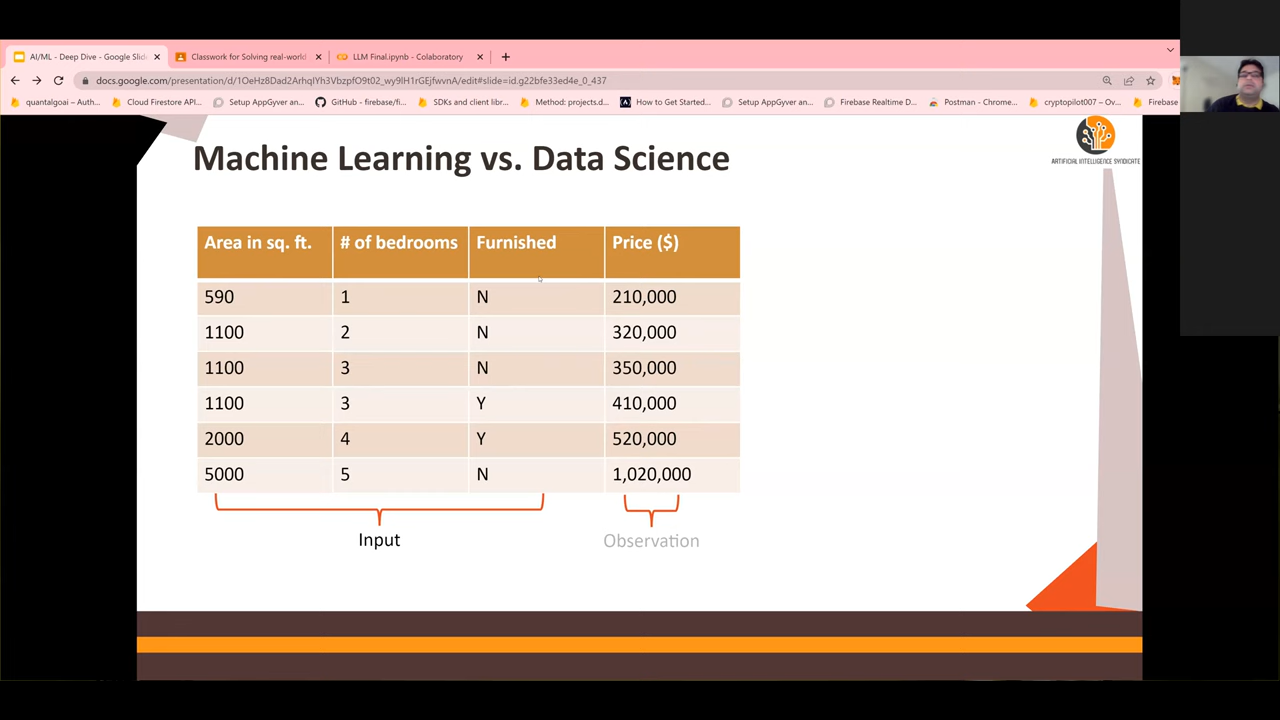 AI/ML - Deep Dive - Google Slid
Classwork for Solving real-world
LLM Final.ipynb - Colaboratory
docs.google.com/presentation/d/1OeHz8Dad2ArhqIYh3VbzpfO9t02_wy9lH1rGEjfwvnA/edit#slide=id.g22bfe33ed4e_0_437
quantalgoai – Auth...
Cloud Firestore API...
Setup AppGyver an...
GitHub - firebase/fi...
SDKs and client libr...
Method: projects.d...
How to Get Started...
Setup AppGyver an...
Firebase Realtime D...
Postman - Chrome...
cryptopilot007 – Ov...
Firebase
Machine Learning vs. Data Science
ARTIFICIAL INTELLIGENCE SYNDICATE
Area in sq. ft. # of bedrooms Furnished Price ($)
590 1 N 210,000
1100 2 N 320,000
1100 3 N 350,000
1100 3 Y 410,000
2000 4 Y 520,000
5000 5 N 1,020,000
Input Observation